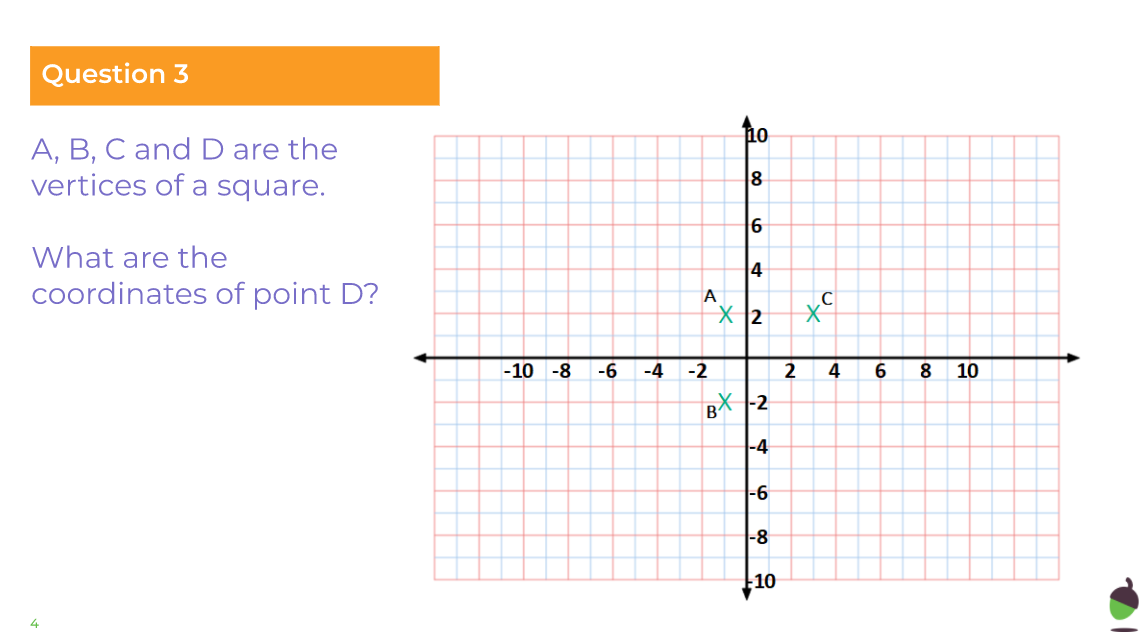 Question 3
A, B, C and D are the
vertices of a square.
What are the
coordinates of point D?
10
8
6
4
A
C
2
-10 -8 -6 -4 -2 2 4 6 8 10
B
-2
-4
-6
-8
-10
4